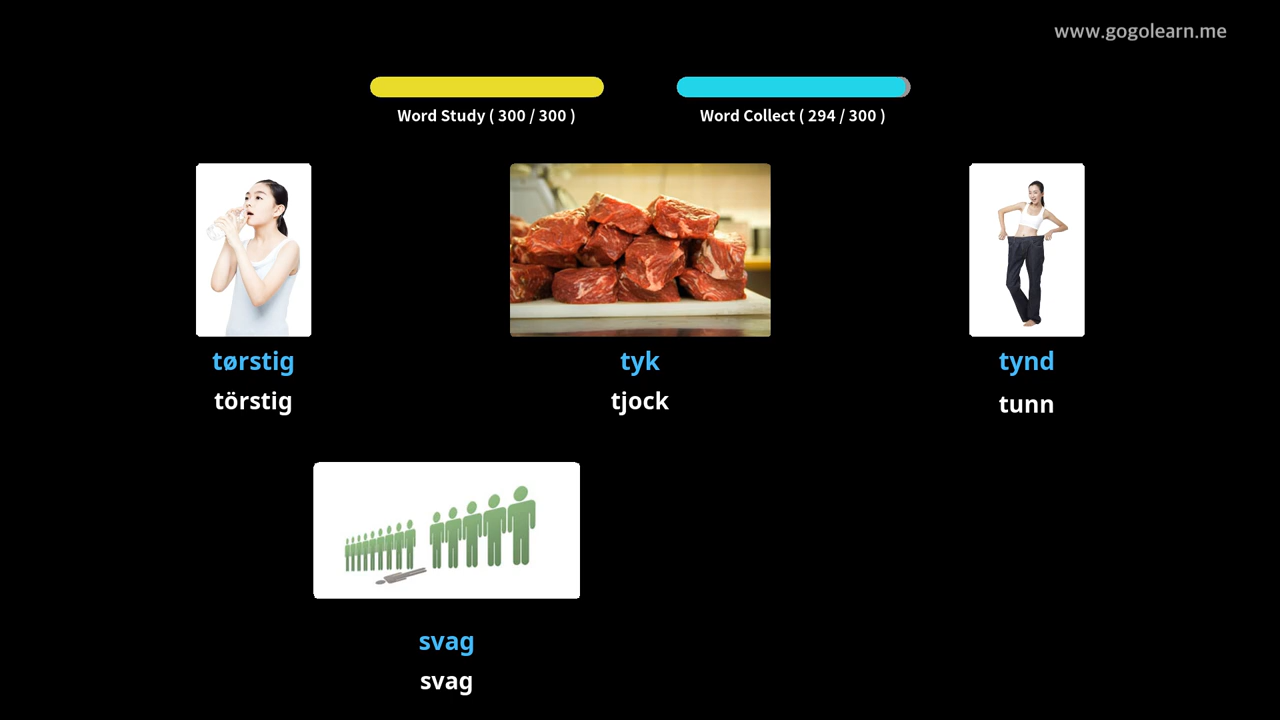 www.gogolearn.me
Word Study ( 300 / 300 )
Word Collect ( 294 / 300 )
tørstig
törstig
tyk
tjock
tynd
tunn
svag
svag